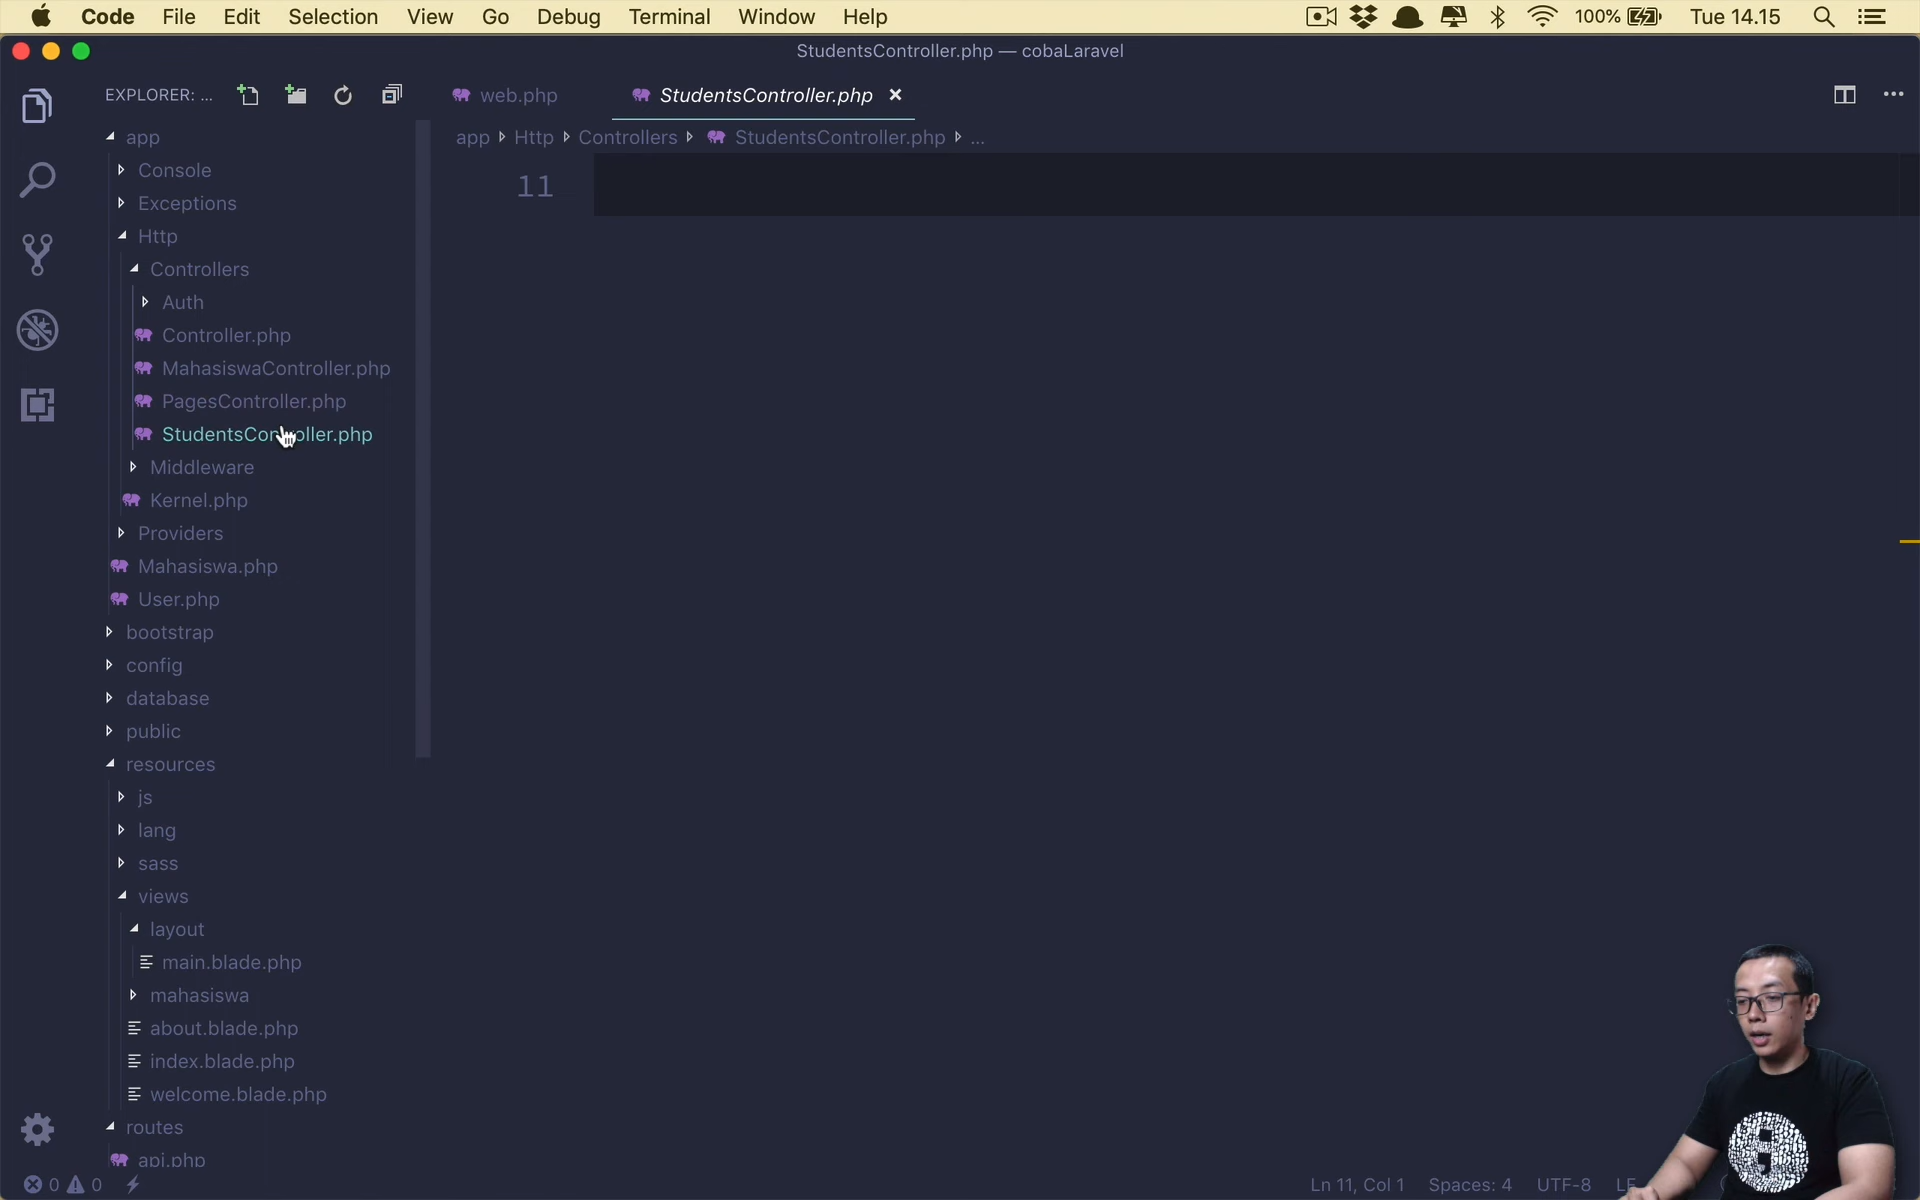 Code File Edit Selection View Go Debug Terminal Window Help 100% Tue 14.15
StudentsController.php — cobaLaravel
EXPLORER: ...
web.php
StudentsController.php
app Http Controllers StudentsController.php ...
11
app
Console
Exceptions
Http
Controllers
Auth
Controller.php
MahasiswaController.php
PagesController.php
StudentsController.php
Middleware
Kernel.php
Providers
Mahasiswa.php
User.php
bootstrap
config
database
public
resources
js
lang
sass
views
layout
main.blade.php
mahasiswa
about.blade.php
index.blade.php
welcome.blade.php
routes
api.php
0 0
Ln 11, Col 1 Spaces: 4 UTF-8 LF